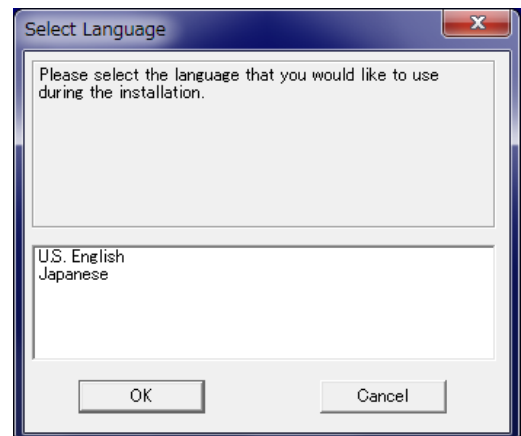 Select Language
Please select the language that you would like to use
during the installation.
U.S. English
Japanese
OK
Cancel